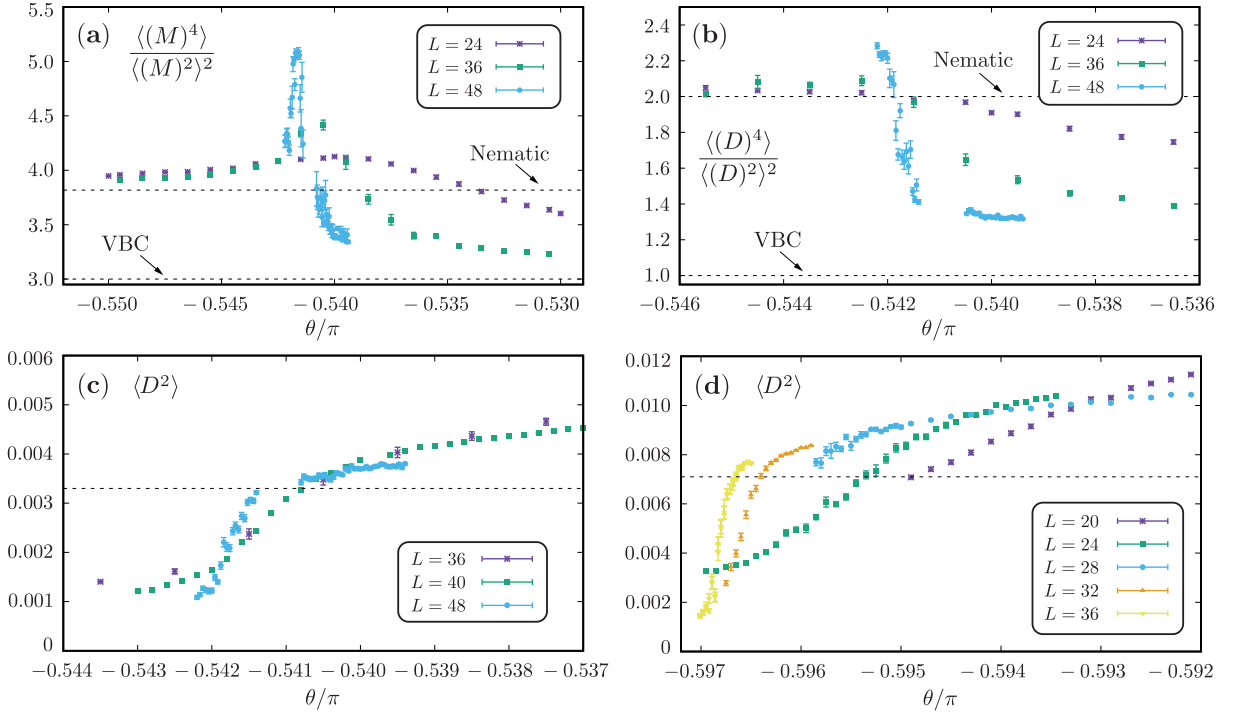 (a) ⟨(M)⁴⟩ / ⟨(M)²⟩²
L = 24
L = 36
L = 48
Nematic
VBC
5.5
5.0
4.5
4.0
3.5
3.0
−0.550 −0.545 −0.540 −0.535 −0.530
θ/π
(b)
L = 24
L = 36
L = 48
Nematic
⟨(D)⁴⟩ / ⟨(D)²⟩²
VBC
2.4
2.2
2.0
1.8
1.6
1.4
1.2
1.0
−0.546 −0.544 −0.542 −0.540 −0.538 −0.536
θ/π
(c) ⟨D²⟩
0.006
0.005
0.004
0.003
0.002
0.001
0
L = 36
L = 40
L = 48
−0.544 −0.543 −0.542 −0.541 −0.540 −0.539 −0.538 −0.537
θ/π
(d) ⟨D²⟩
0.012
0.010
0.008
0.006
0.004
0.002
0
L = 20
L = 24
L = 28
L = 32
L = 36
−0.597 −0.596 −0.595 −0.594 −0.593 −0.592
θ/π